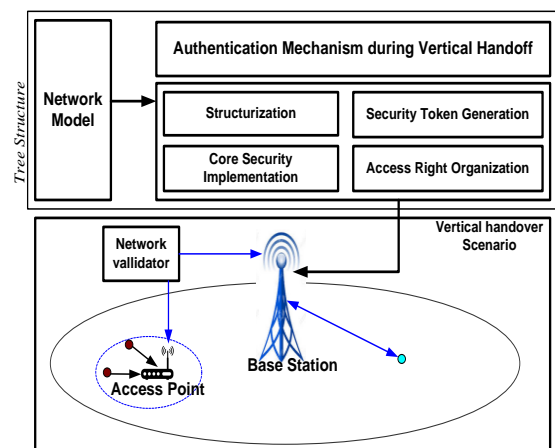 Tree Structure
Network
Model
Authentication Mechanism during Vertical Handoff
Structurization
Security Token Generation
Core Security
Implementation
Access Right Organization
Vertical handover
Scenario
Network
vallidator
Base Station
Access Point